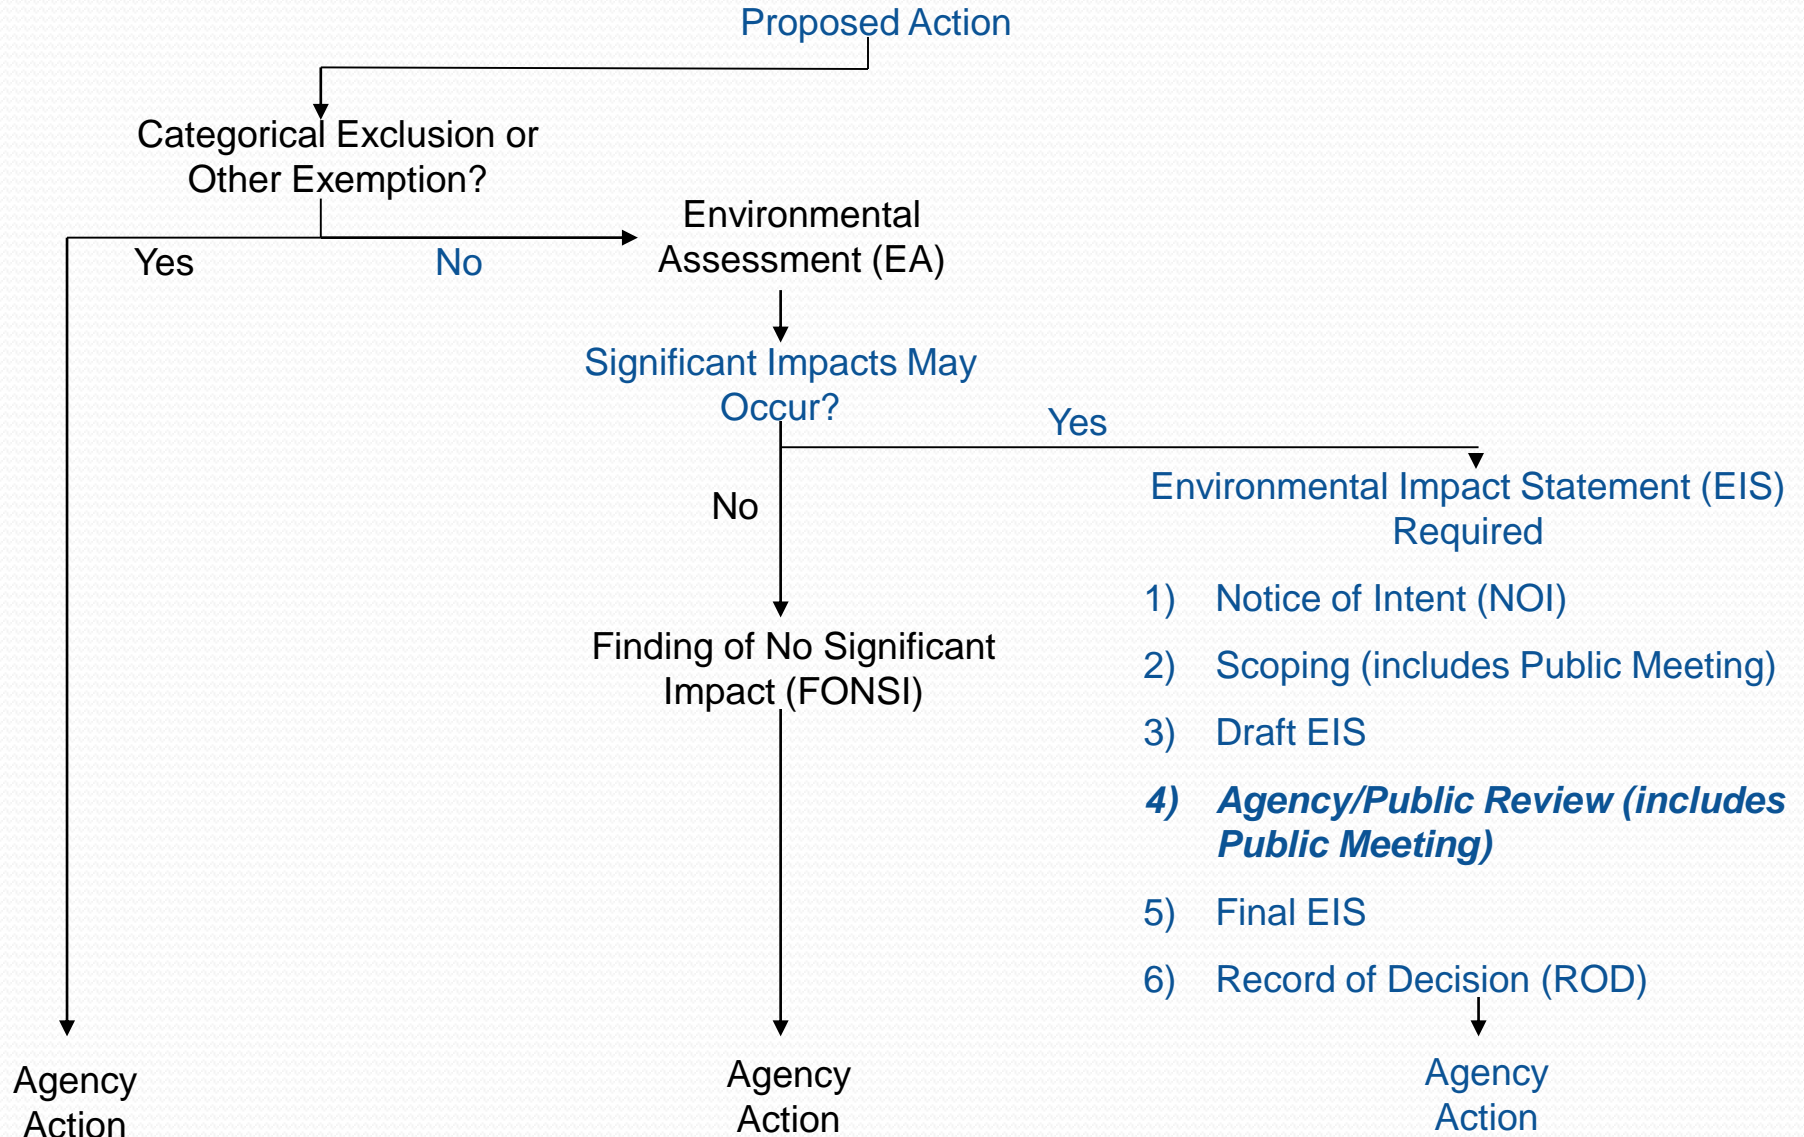 Proposed Action
Categorical Exclusion or
Other Exemption?
Yes
No
Environmental
Assessment (EA)
Significant Impacts May
Occur?
Yes
No
Environmental Impact Statement (EIS)
Required
1) Notice of Intent (NOI)
2) Scoping (includes Public Meeting)
3) Draft EIS
4) Agency/Public Review (includes
Public Meeting)
5) Final EIS
6) Record of Decision (ROD)
Finding of No Significant
Impact (FONSI)
Agency
Action
Agency
Action
Agency
Action